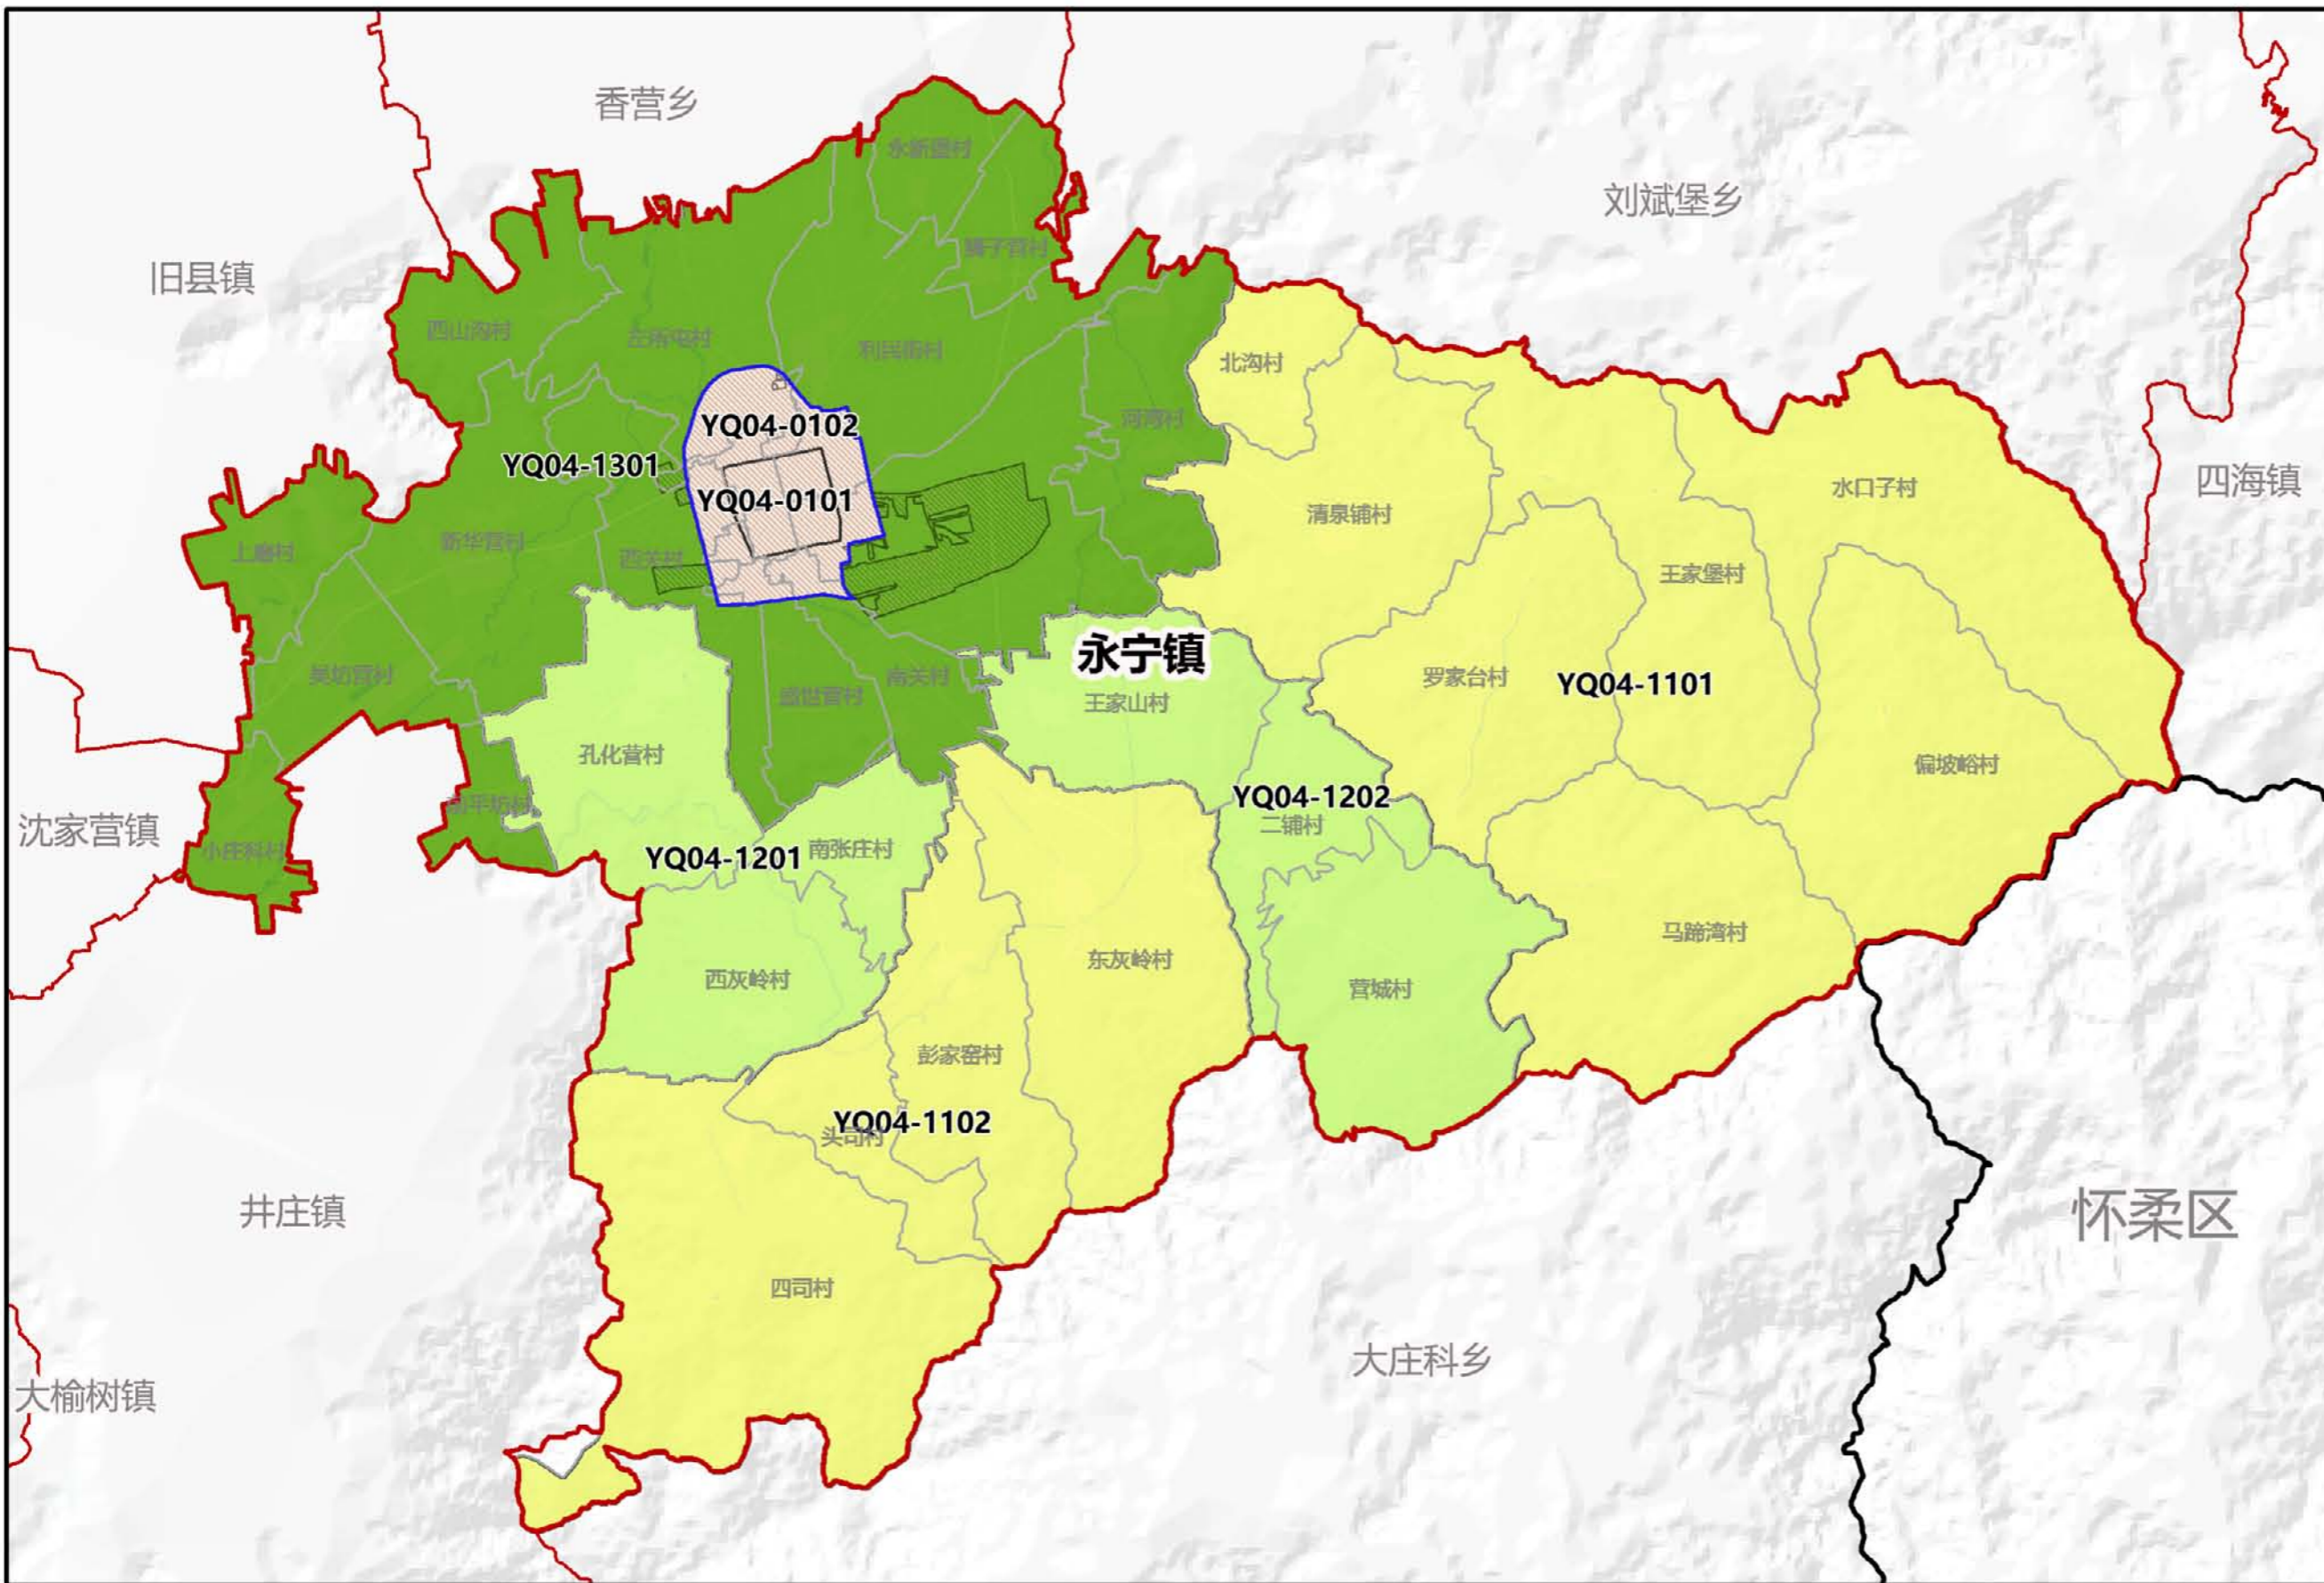 香营乡
永新堡村
刘斌堡乡
狮子营村
旧县镇
西山沟村
左所屯村
利民街村
北沟村
河湾村
YQ04-0102
YQ04-1301
四海镇
水口子村
YQ04-0101
清泉铺村
新华营村
上磨村
西关村
王家堡村
永宁镇
吴坊营村
南关村
罗家台村
YQ04-1101
盛世营村
王家山村
孔化营村
偏坡峪村
YQ04-1202
前平坊村
二铺村
沈家营镇
小庄科村
YQ04-1201
南张庄村
马蹄湾村
东灰岭村
西灰岭村
营城村
彭家窑村
YQ04-1102
头司村
井庄镇
怀柔区
四司村
大庄科乡
大榆树镇